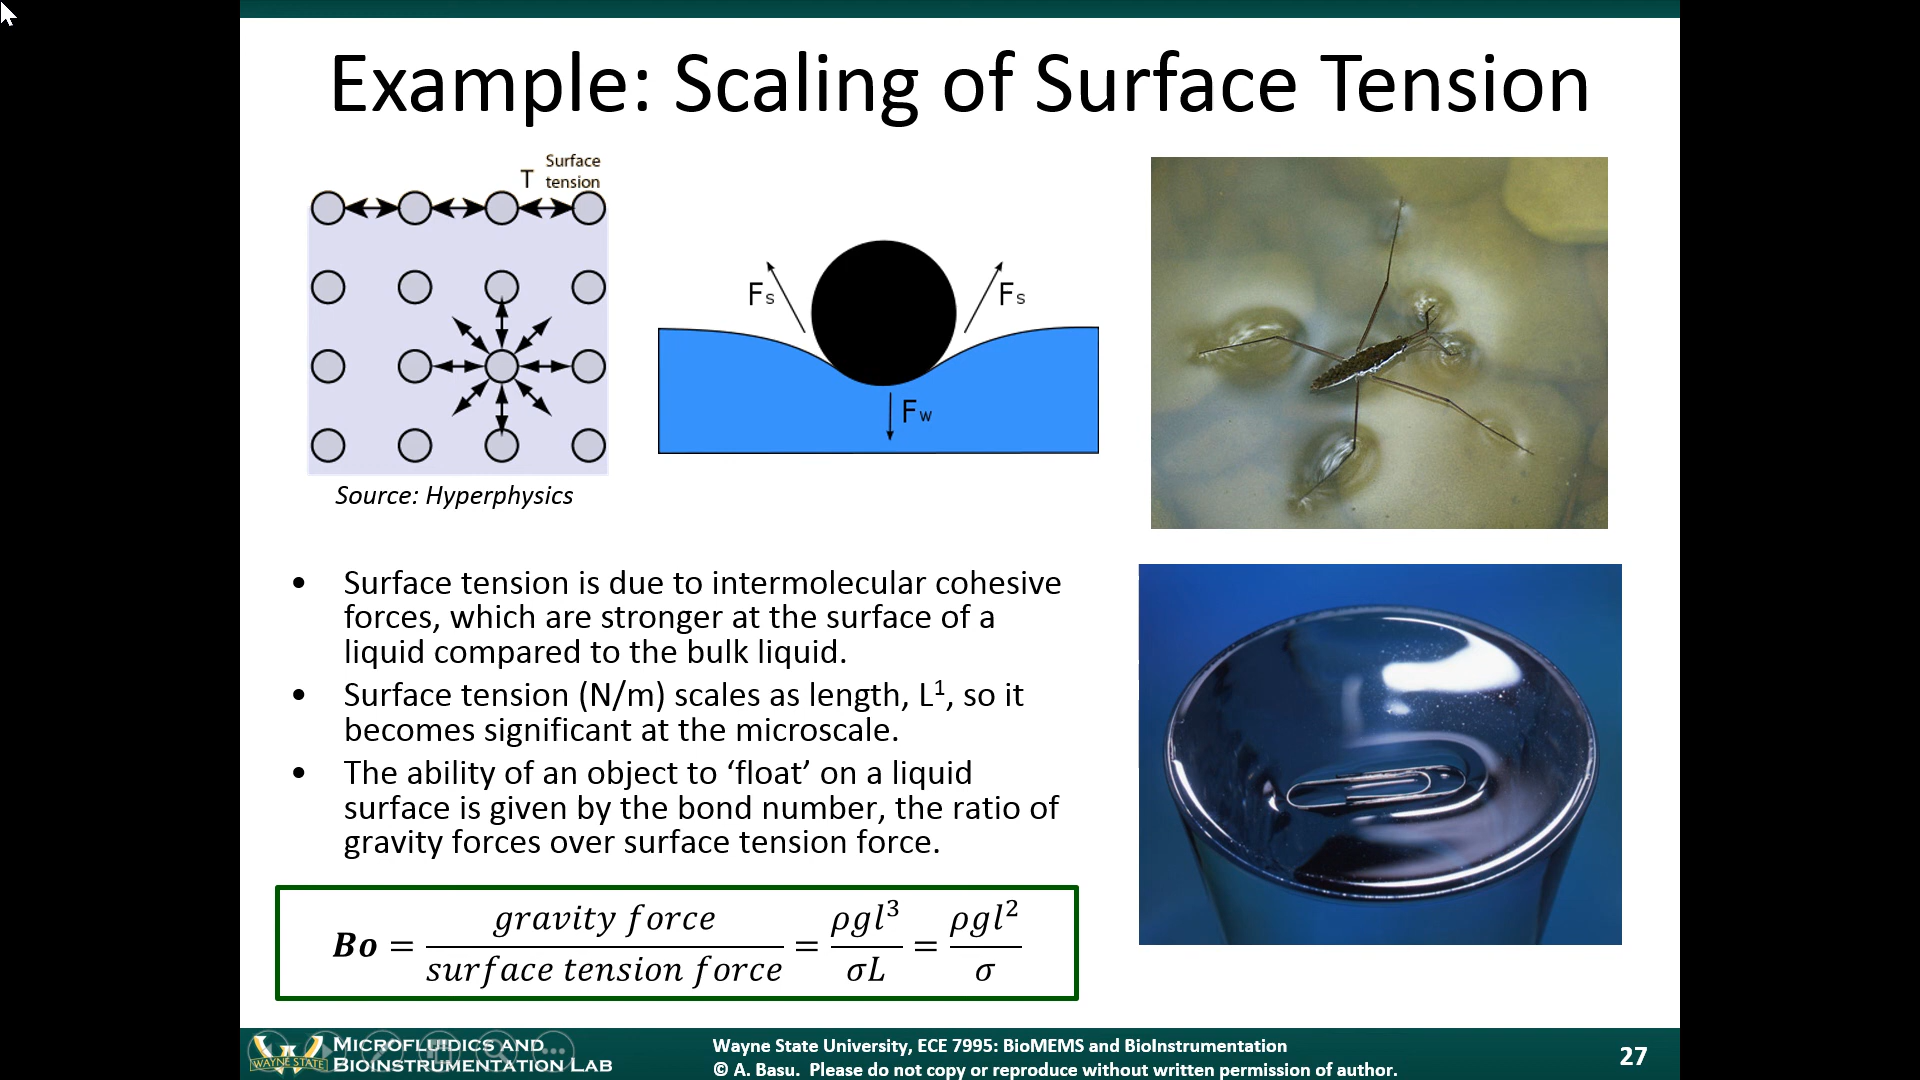 Example: Scaling of Surface Tension
Surface
T tension
Source: Hyperphysics
Fs
Fs
Fw
• Surface tension is due to intermolecular cohesive
forces, which are stronger at the surface of a
liquid compared to the bulk liquid.
• Surface tension (N/m) scales as length, L¹, so it
becomes significant at the microscale.
• The ability of an object to ‘float’ on a liquid
surface is given by the bond number, the ratio of
gravity forces over surface tension force.
Bo = gravity force / surface tension force = ρgl³ / σL = ρgl² / σ
WAYNE STATE
MICROFLUIDICS AND
BIOINSTRUMENTATION LAB
Wayne State University, ECE 7995: BioMEMS and BioInstrumentation
© A. Basu.  Please do not copy or reproduce without written permission of author.
27